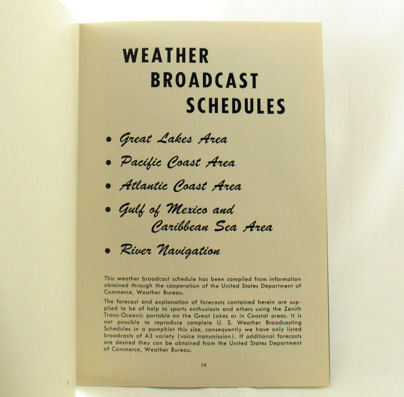 WEATHER
BROADCAST
SCHEDULES
• Great Lakes Area
• Pacific Coast Area
• Atlantic Coast Area
• Gulf of Mexico and
Caribbean Sea Area
• River Navigation
This weather broadcast schedule has been compiled from information
obtained through the cooperation of the United States Department of
Commerce, Weather Bureau.
The forecast and explanation of forecasts contained herein are sup-
plied to be of help to sports enthusiasts and others using the Zenith
Trans-Oceanic portable on the Great Lakes or in Coastal areas. It is
not possible to reproduce complete U. S. Weather Broadcasting
Schedules in a pamphlet this size, consequently we have only listed
broadcasts of A3 variety (voice transmission). If additional forecasts
are desired they can be obtained from the United States Department
of Commerce, Weather Bureau.
19